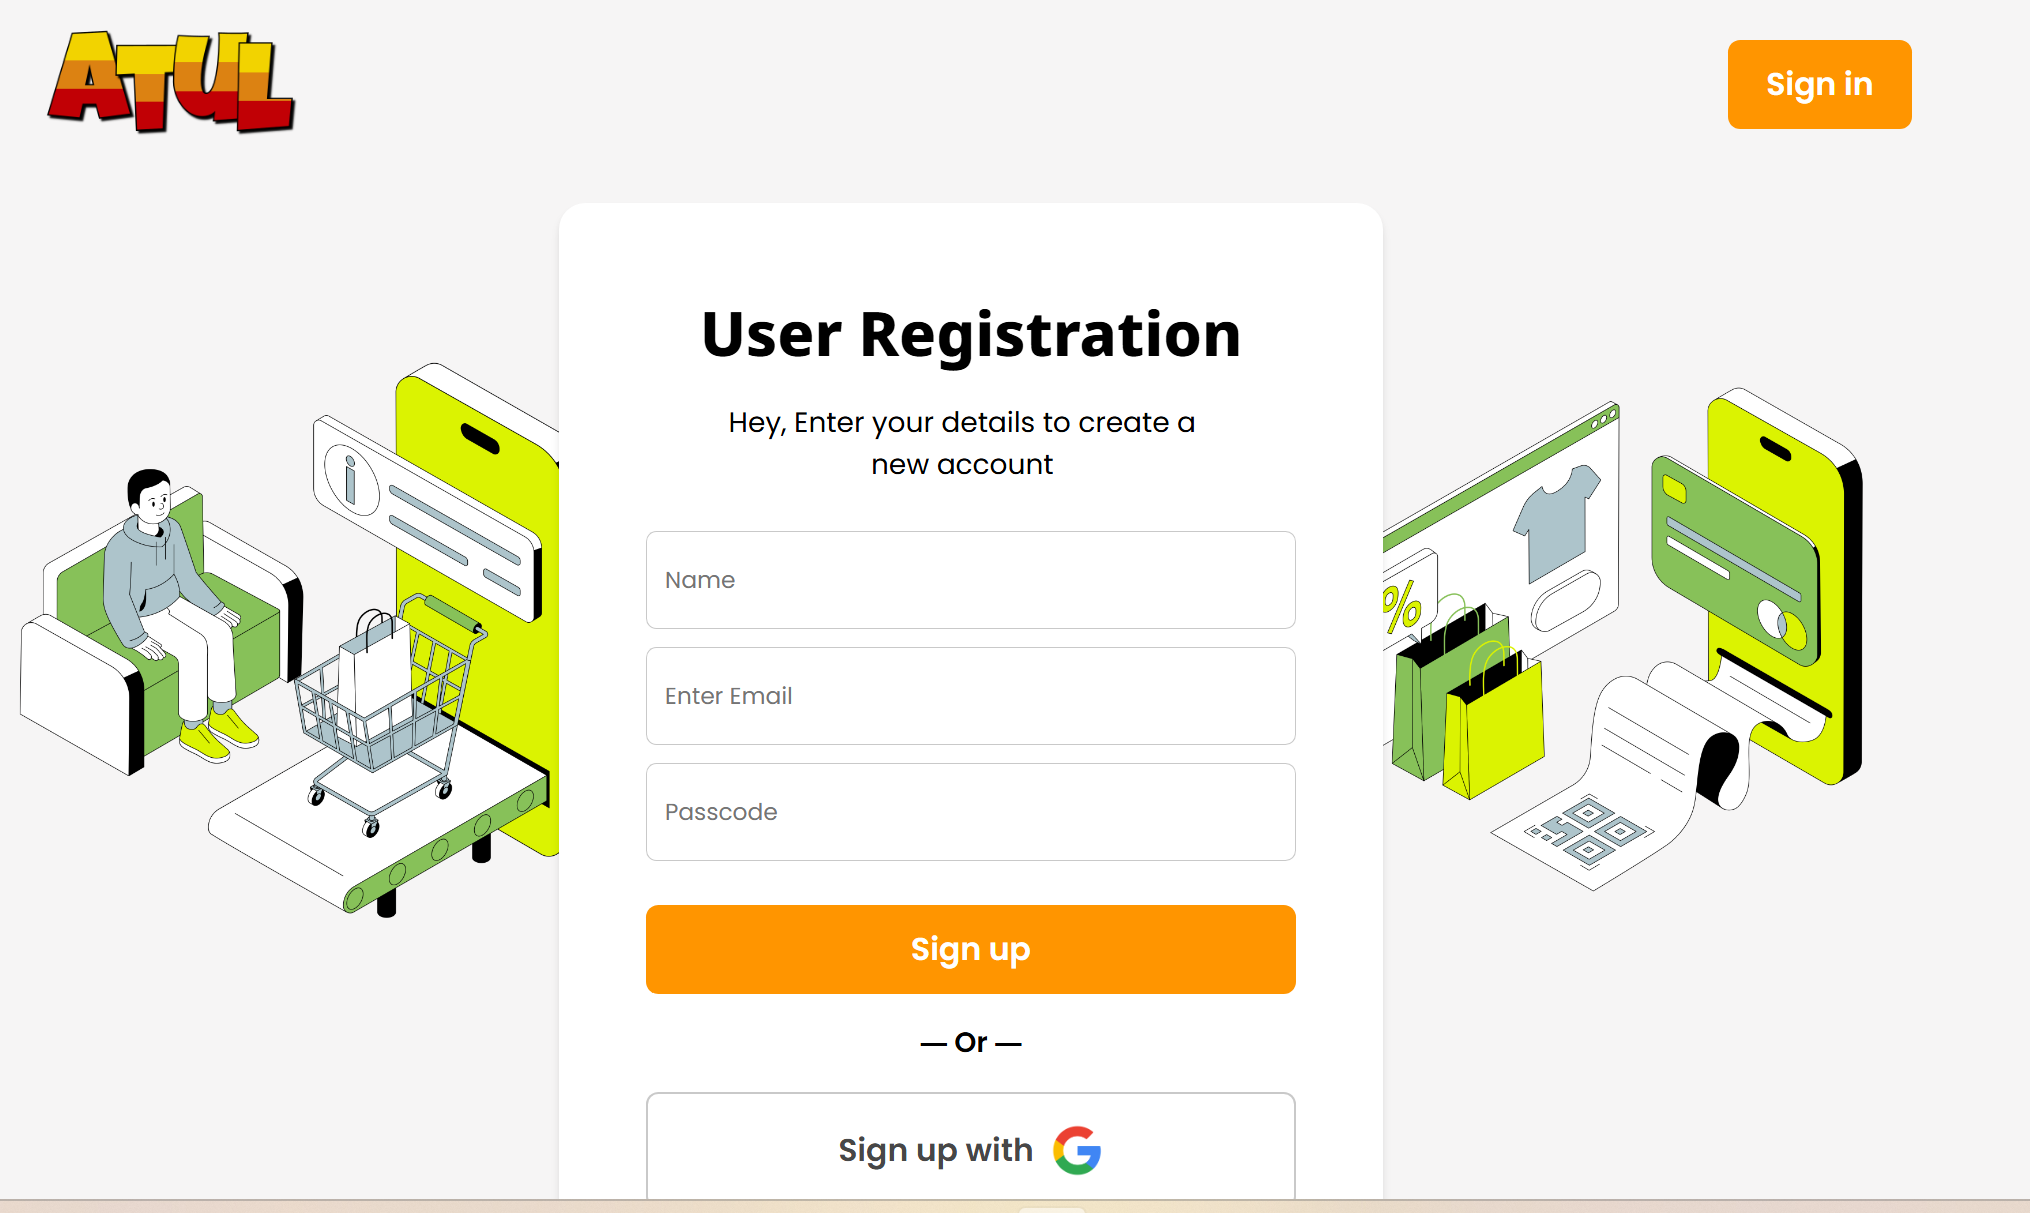 ATUL
Sign in
User Registration
Hey, Enter your details to create a
new account
Name
Enter Email
Passcode
Sign up
— Or —
Sign up with
i
%